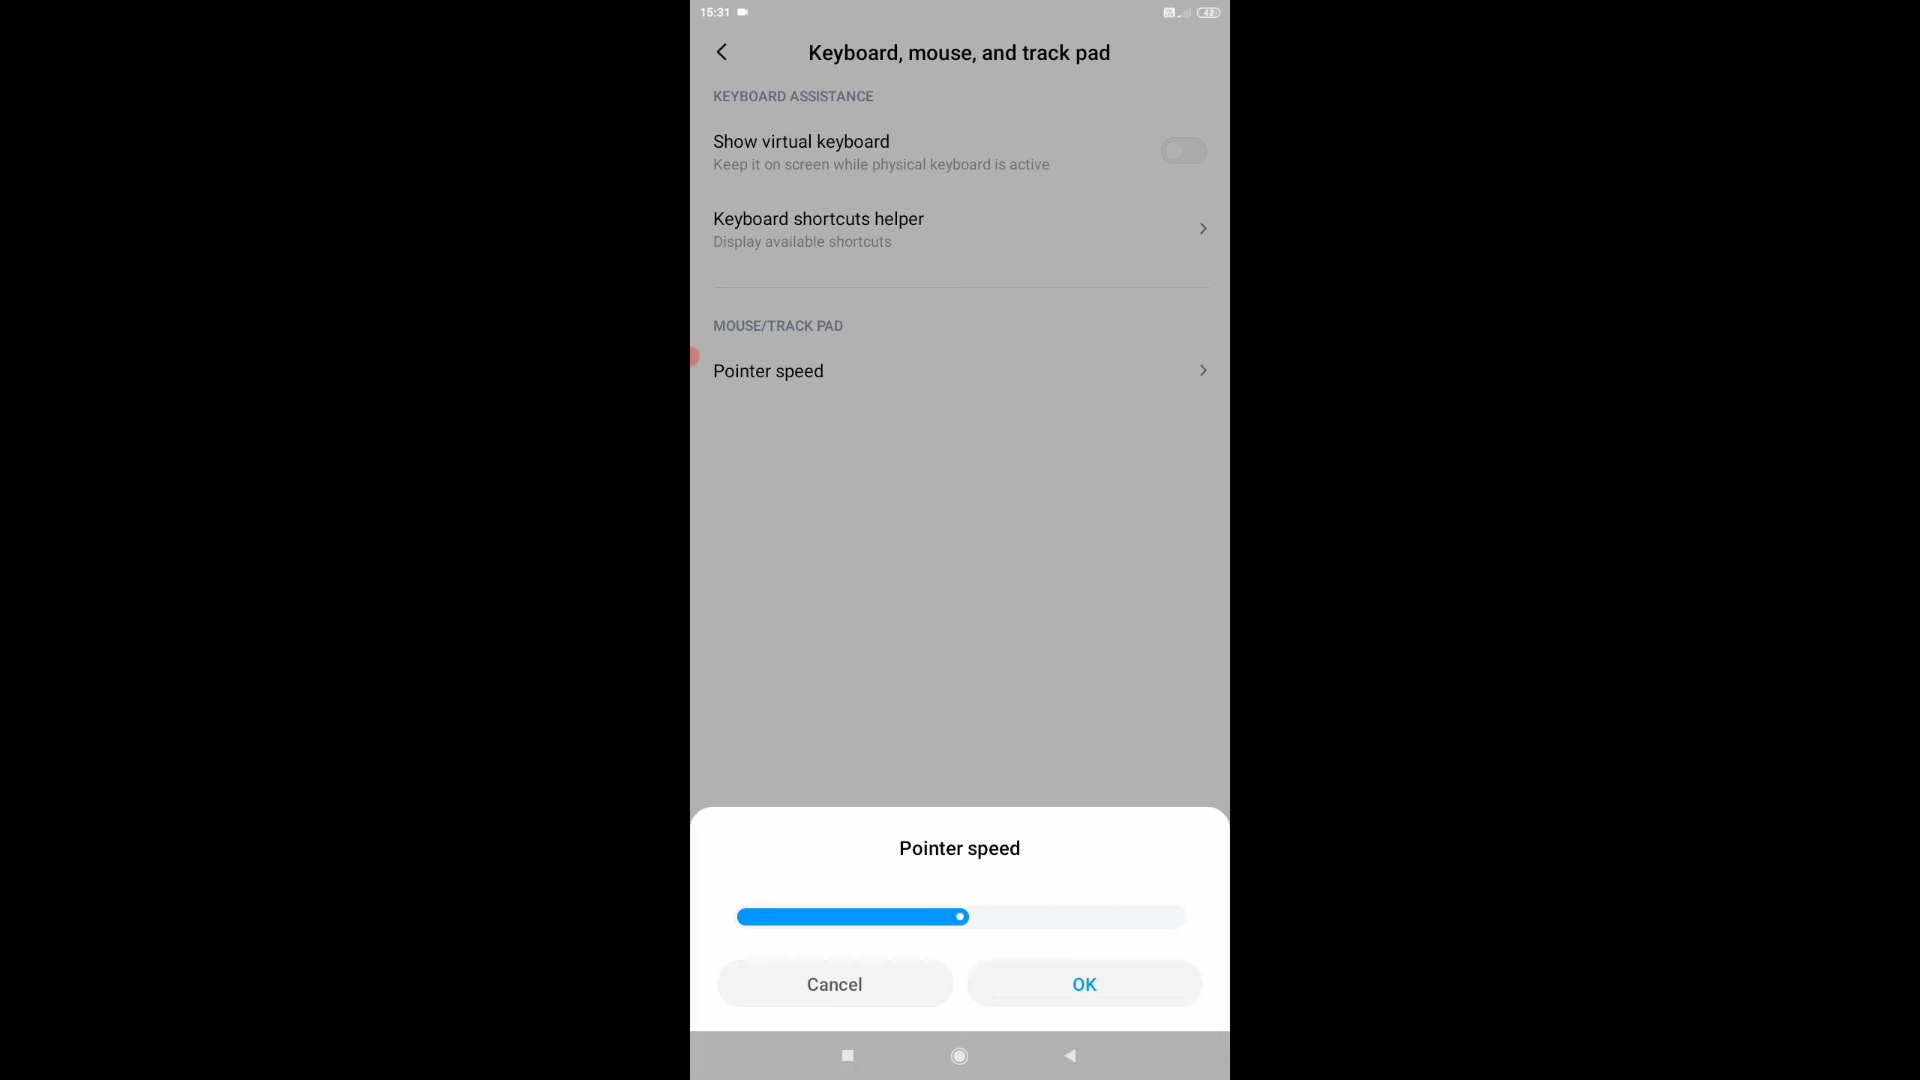 15:31
42
Keyboard, mouse, and track pad
KEYBOARD ASSISTANCE
Show virtual keyboard
Keep it on screen while physical keyboard is active
Keyboard shortcuts helper
Display available shortcuts
MOUSE/TRACK PAD
Pointer speed
Pointer speed
Cancel
OK